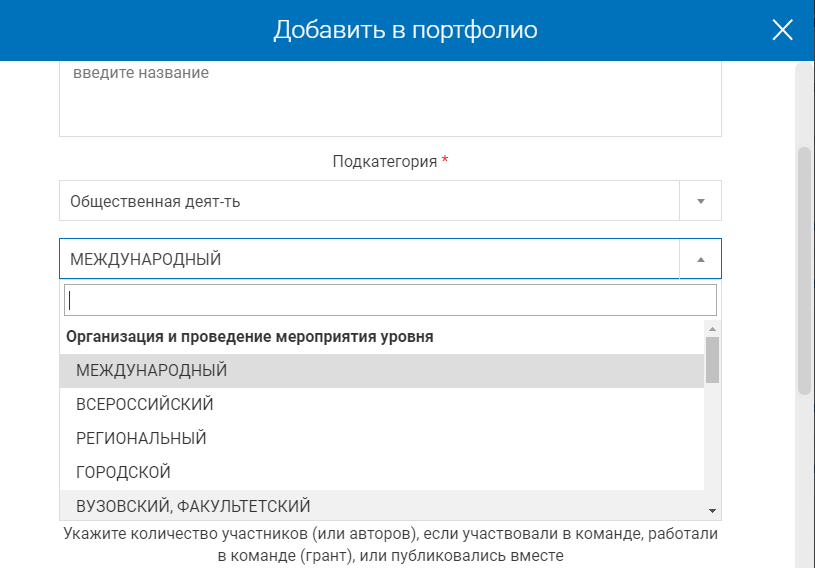 Добавить в портфолио
введите название
Подкатегория *
Общественная деят-ть
МЕЖДУНАРОДНЫЙ
Организация и проведение мероприятия уровня
МЕЖДУНАРОДНЫЙ
ВСЕРОССИЙСКИЙ
РЕГИОНАЛЬНЫЙ
ГОРОДСКОЙ
ВУЗОВСКИЙ, ФАКУЛЬТЕТСКИЙ
Укажите количество участников (или авторов), если участвовали в команде, работали
в команде (грант), или публиковались вместе